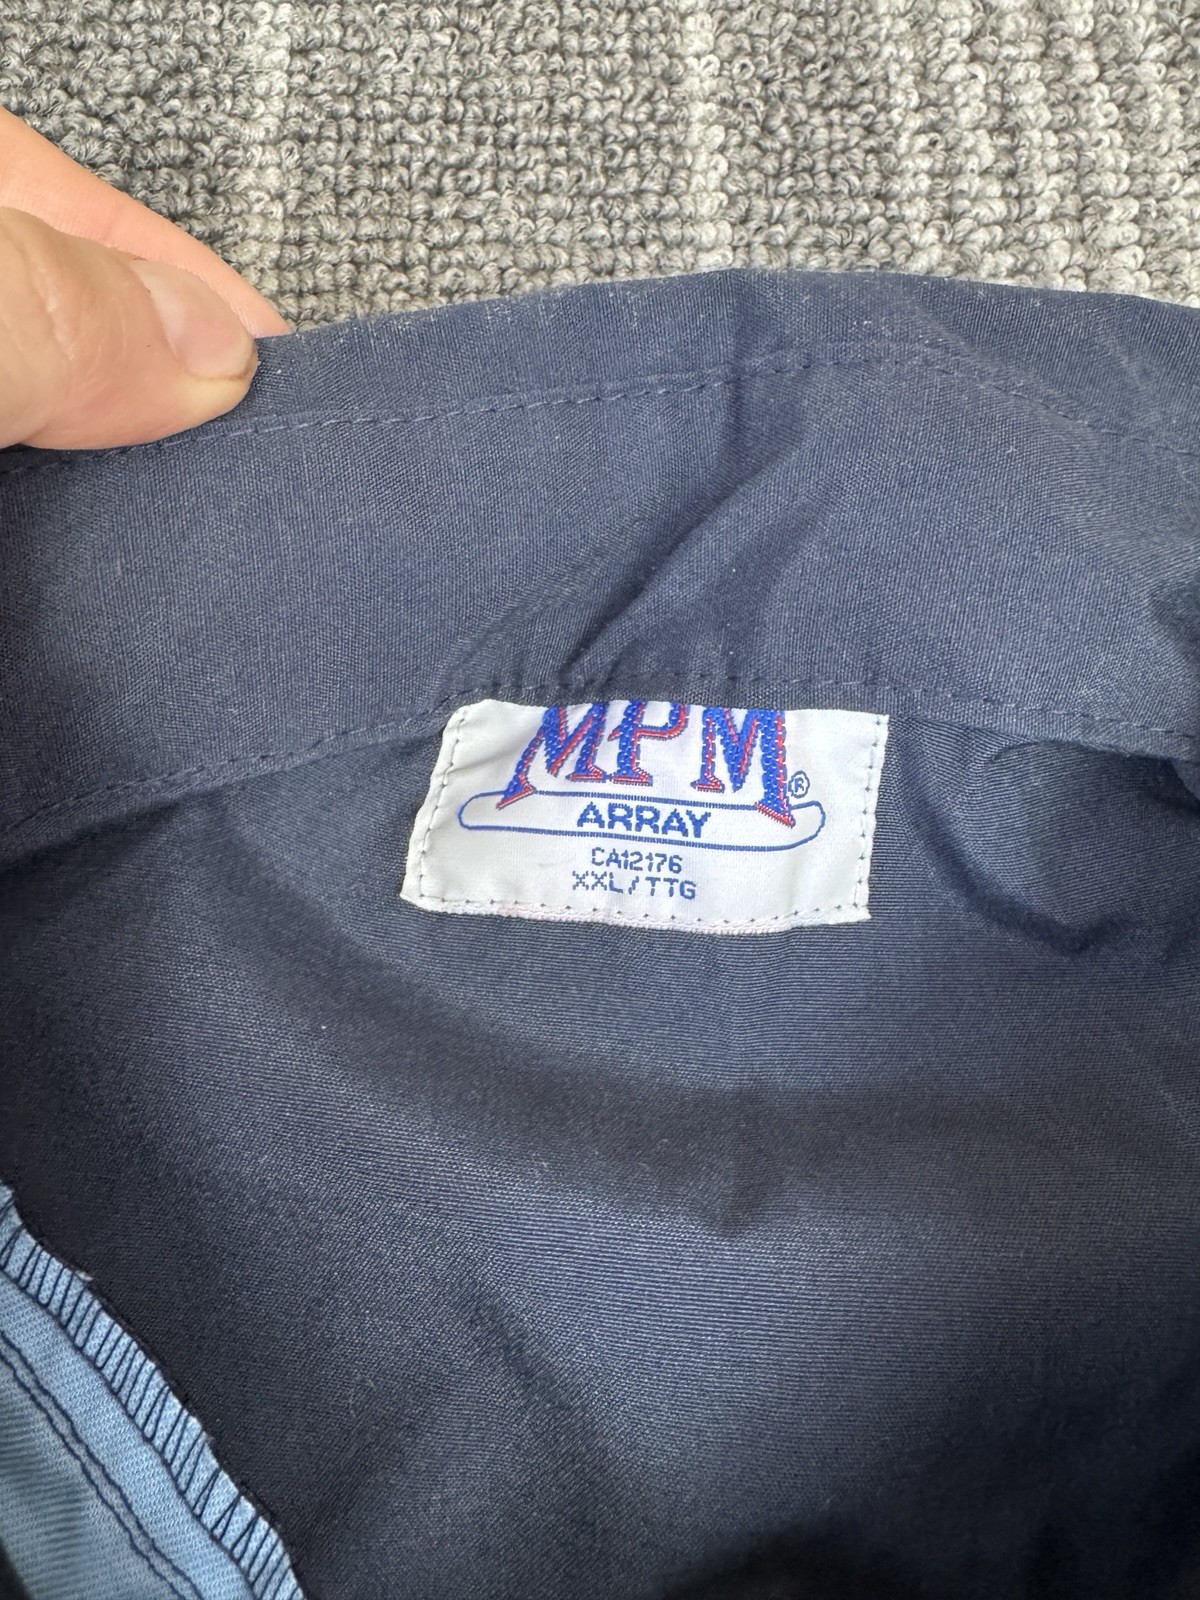 MPM®
ARRAY
CA12176
XXL/TTG